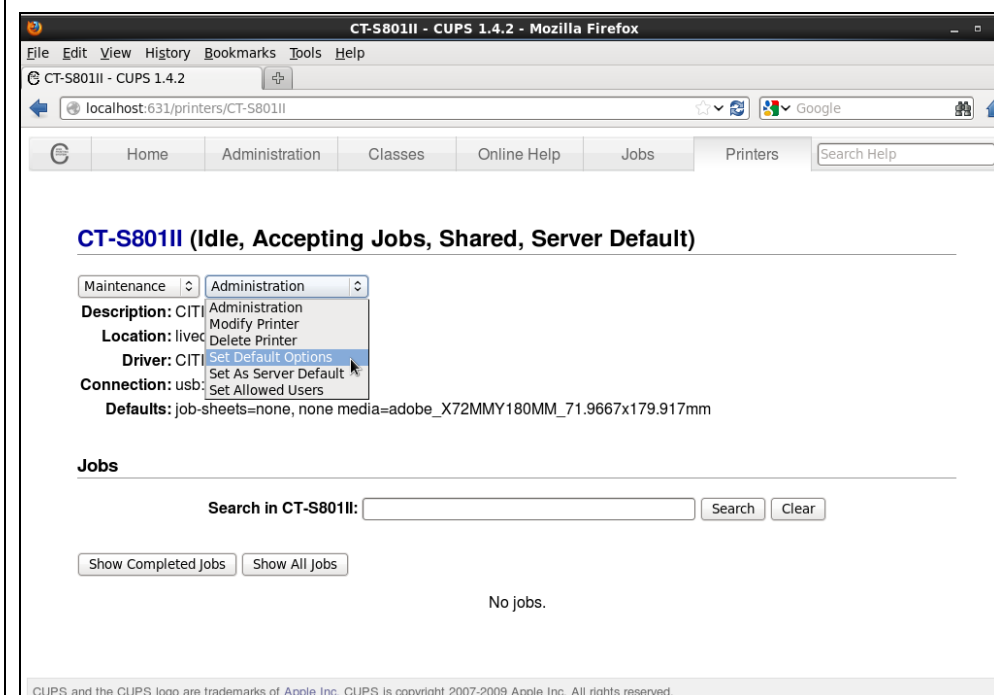 CT-S801II - CUPS 1.4.2 - Mozilla Firefox
File Edit View History Bookmarks Tools Help
CT-S801II - CUPS 1.4.2
localhost:631/printers/CT-S801II Google
Home Administration Classes Online Help Jobs Printers Search Help
CT-S801II (Idle, Accepting Jobs, Shared, Server Default)
Maintenance Administration
Description: CITI
Administration
Modify Printer
Location:
Delete Printer
Driver: CITI
Set Default Options
Set As Server Default
Connection: usb:
Set Allowed Users
Defaults: job-sheets=none, none media=adobe_X72MMY180MM_71.9667x179.917mm
Jobs
Search in CT-S801II: Search Clear
Show Completed Jobs Show All Jobs
No jobs.
CUPS and the CUPS logo are trademarks of Apple Inc. CUPS is copyright 2007-2009 Apple Inc. All rights reserved.